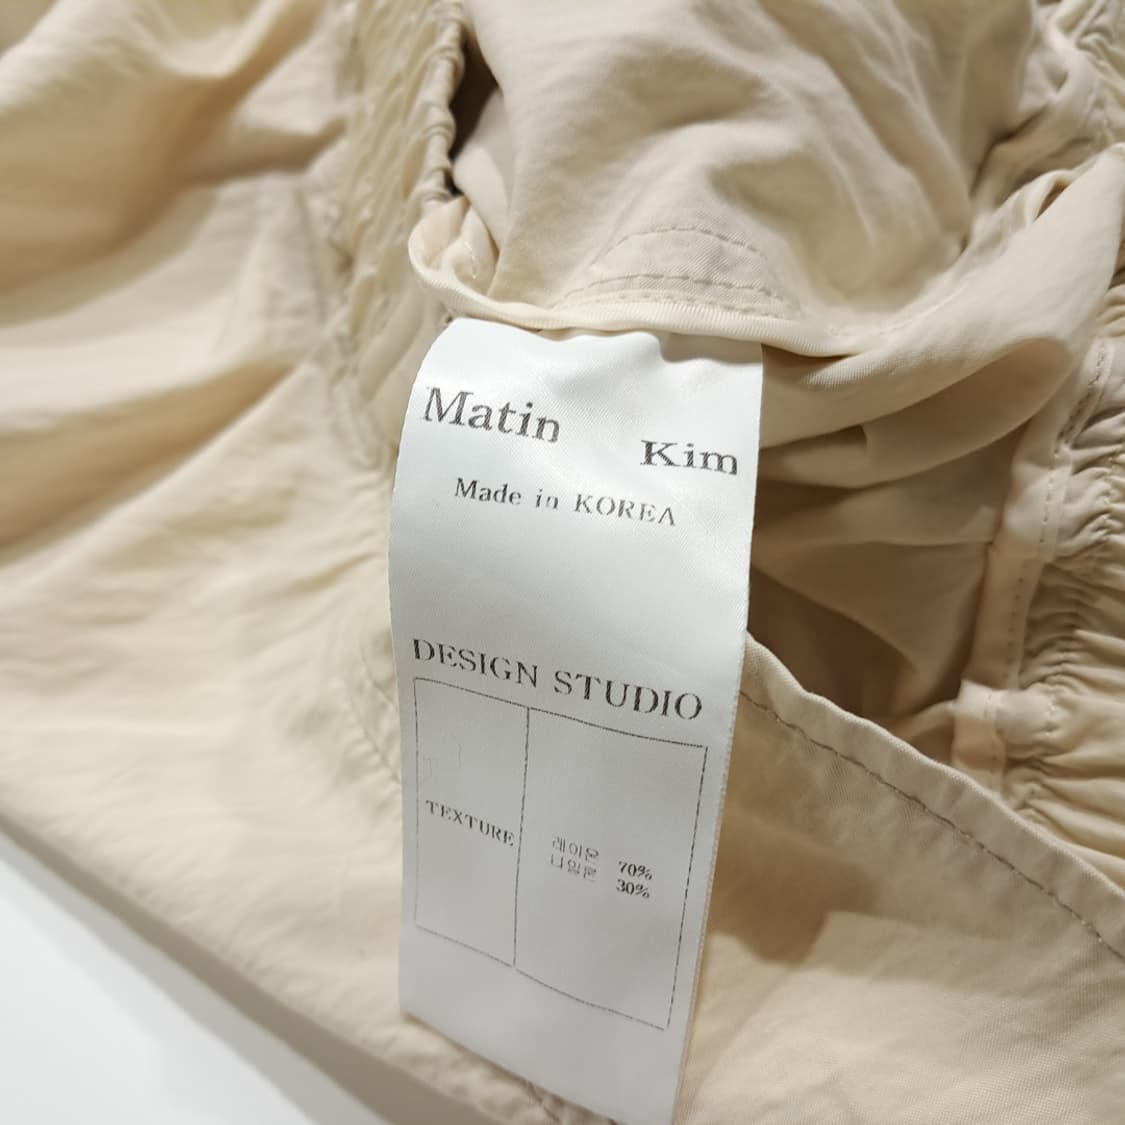 Matin Kim
Made in KOREA
DESIGN STUDIO
TEXTURE
레이온 70%
나일론 30%